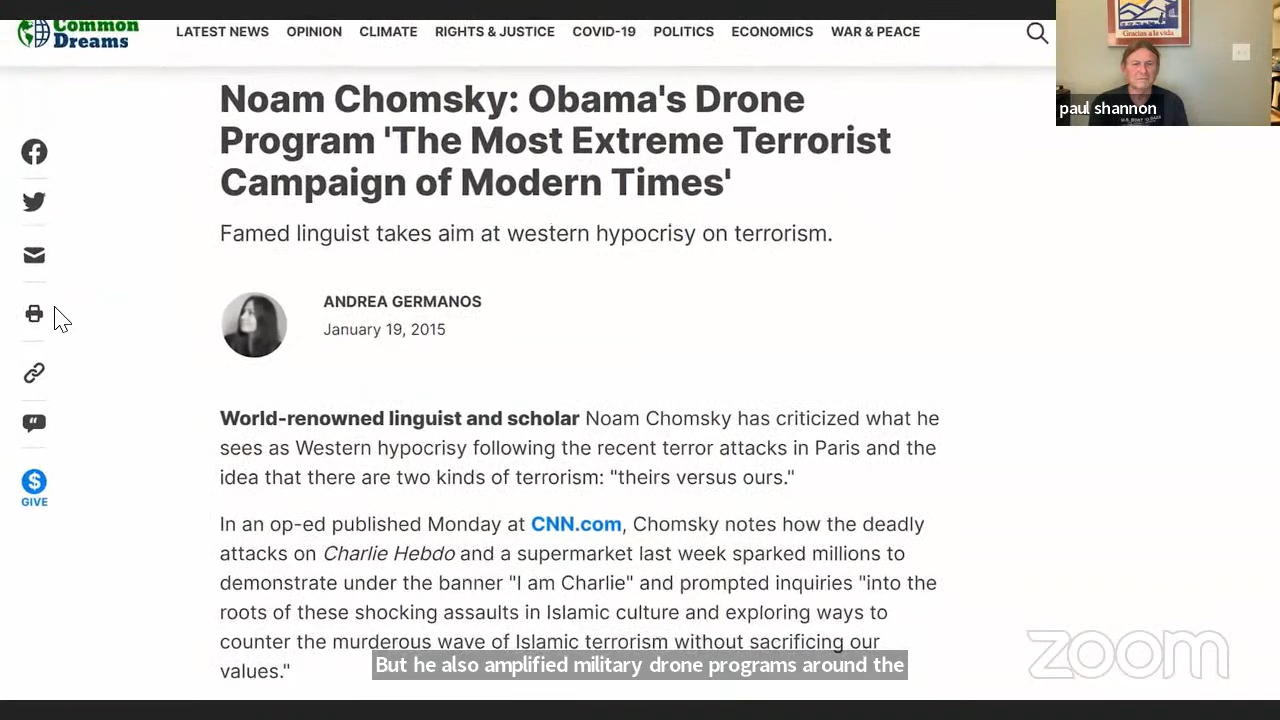 Common
Dreams
LATEST NEWS OPINION CLIMATE RIGHTS & JUSTICE COVID-19 POLITICS ECONOMICS WAR & PEACE
Gracias a la vida
paul shannon
Noam Chomsky: Obama's Drone
Program 'The Most Extreme Terrorist
Campaign of Modern Times'
Famed linguist takes aim at western hypocrisy on terrorism.
ANDREA GERMANOS
January 19, 2015
World-renowned linguist and scholar Noam Chomsky has criticized what he
sees as Western hypocrisy following the recent terror attacks in Paris and the
idea that there are two kinds of terrorism: "theirs versus ours."
In an op-ed published Monday at CNN.com, Chomsky notes how the deadly
attacks on Charlie Hebdo and a supermarket last week sparked millions to
demonstrate under the banner "I am Charlie" and prompted inquiries "into the
roots of these shocking assaults in Islamic culture and exploring ways to
counter the murderous wave of Islamic terrorism without sacrificing our
values."
GIVE
But he also amplified military drone programs around the
zoom